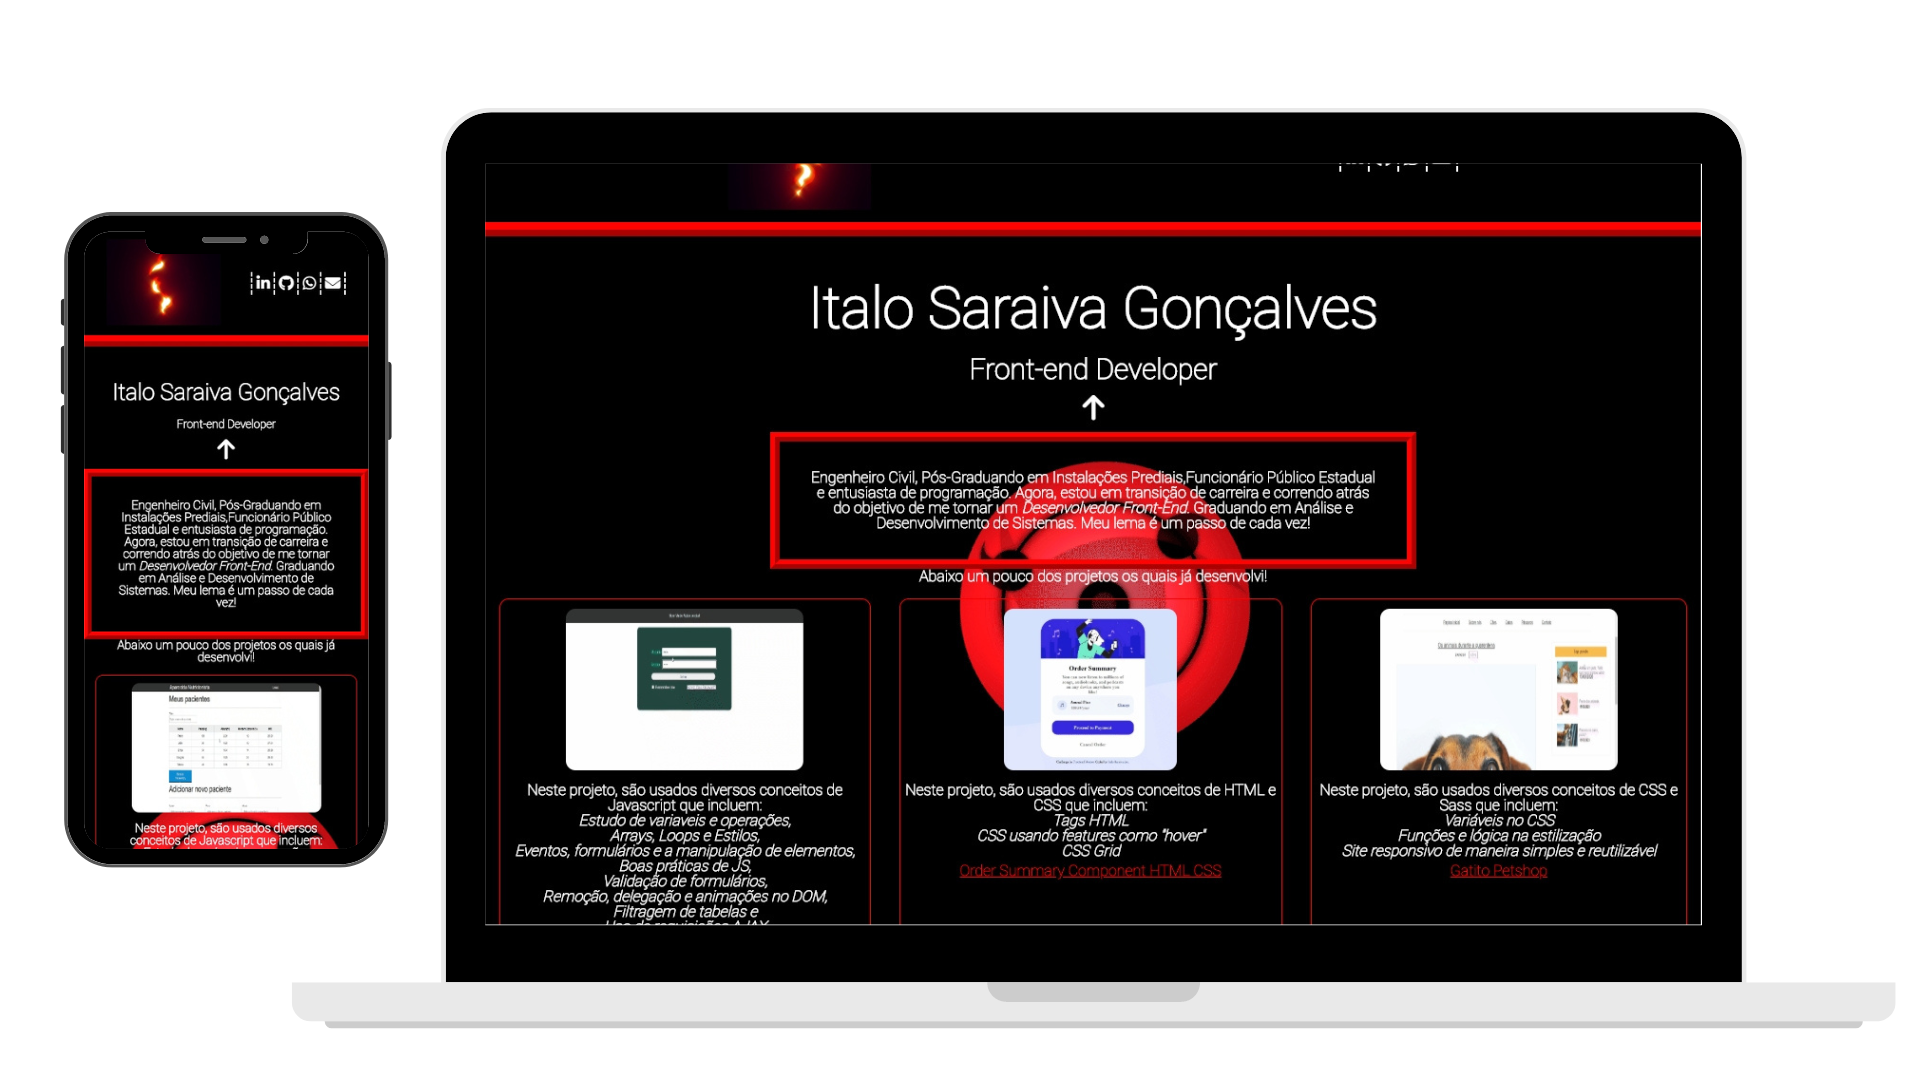 Italo Saraiva Gonçalves
Front-end Developer
Engenheiro Civil, Pós-Graduando em
Instalações Prediais,Funcionário Público
Estadual e entusiasta de programação.
Agora, estou em transição de carreira e
correndo atrás do objetivo de me tornar
um Desenvolvedor Front-End. Graduando
em Análise e Desenvolvimento de
Sistemas. Meu lema é um passo de cada
vez!
Abaixo um pouco dos projetos os quais já
desenvolvi!
Meus pacientes
Adicionar novo paciente
Neste projeto, são usados diversos
conceitos de Javascript que incluem:
Italo Saraiva Gonçalves
Front-end Developer
Engenheiro Civil, Pós-Graduando em Instalações Prediais,Funcionário Público Estadual
e entusiasta de programação. Agora, estou em transição de carreira e correndo atrás
do objetivo de me tornar um Desenvolvedor Front-End. Graduando em Análise e
Desenvolvimento de Sistemas. Meu lema é um passo de cada vez!
Abaixo um pouco dos projetos os quais já desenvolvi!
Neste projeto, são usados diversos conceitos de
Javascript que incluem:
Estudo de variaveis e operações,
Arrays, Loops e Estilos,
Eventos, formulários e a manipulação de elementos,
Boas práticas de JS,
Validação de formulários,
Remoção, delegação e animações no DOM,
Filtragem de tabelas e
Uso de requisições AJAX
Order Summary
Proceed to Payment
Cancel Order
Neste projeto, são usados diversos conceitos de HTML e
CSS que incluem:
Tags HTML
CSS usando features como "hover"
CSS Grid
Order Summary Component HTML CSS
Neste projeto, são usados diversos conceitos de CSS e
Sass que incluem:
Variáveis no CSS
Funções e lógica na estilização
Site responsivo de maneira simples e reutilizável
Gatito Petshop